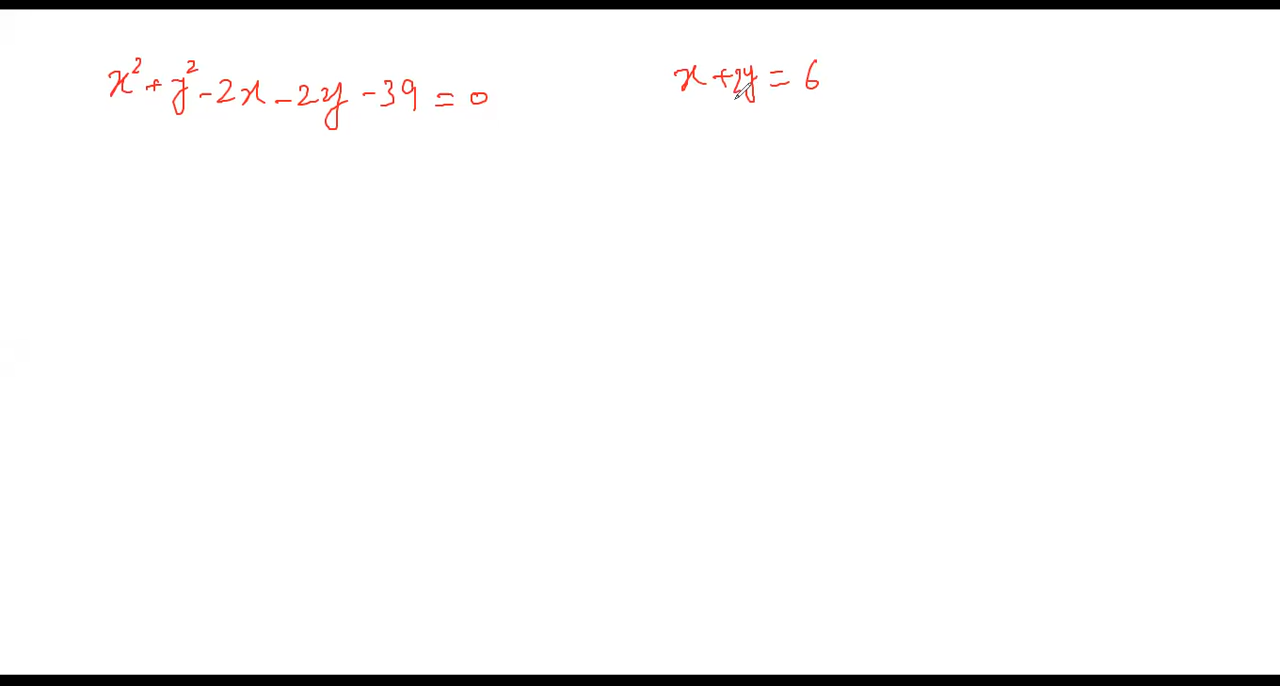 x² + y² - 2x - 2y - 39 = 0
x + 2y = 6